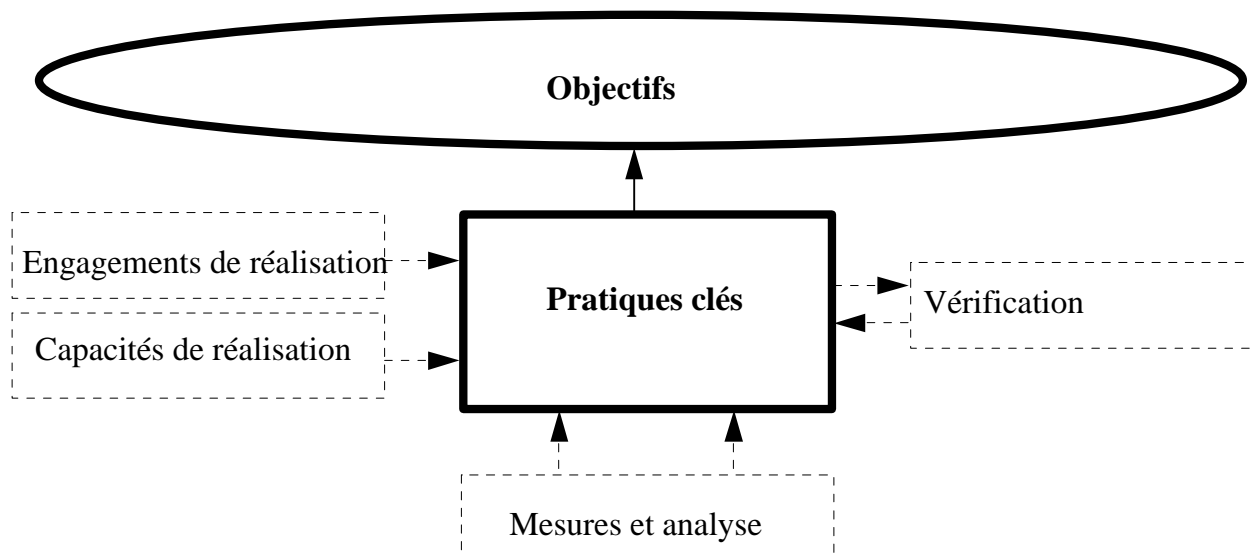 Objectifs
Engagements de réalisation
Pratiques clés
Vérification
Capacités de réalisation
Mesures et analyse